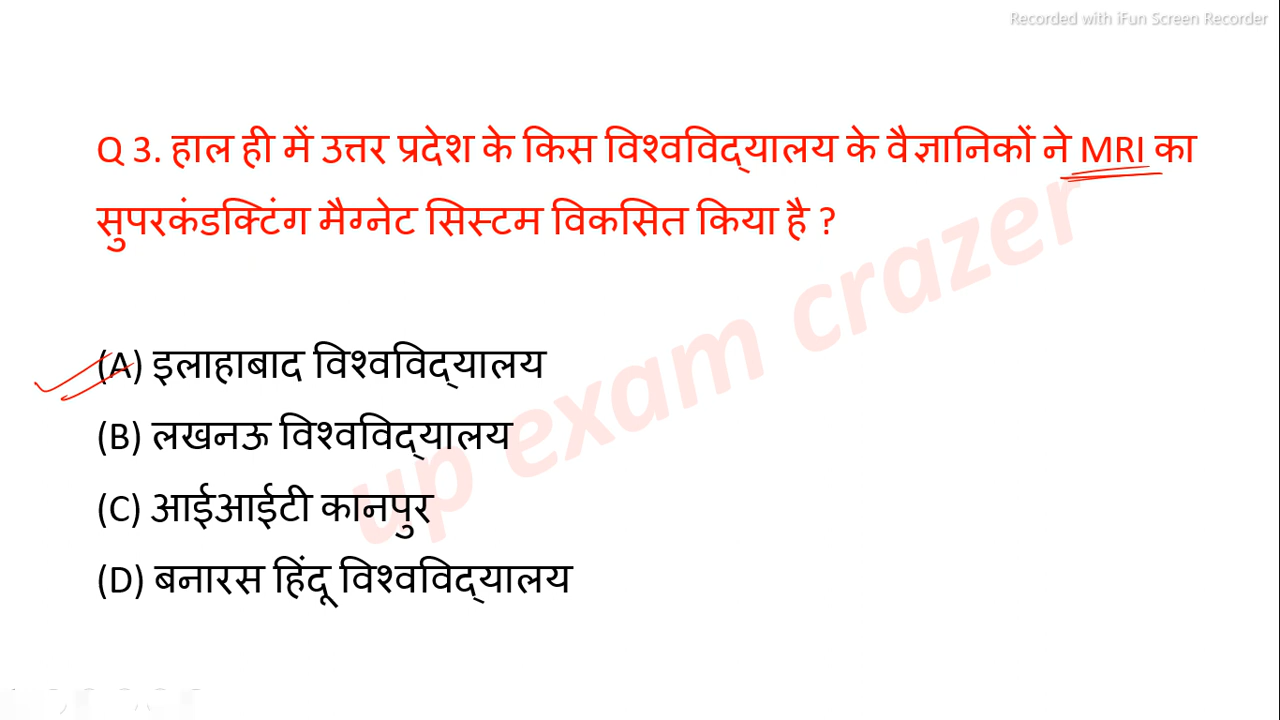 Recorded with iFun Screen Recorder
Q 3. हाल ही में उत्तर प्रदेश के किस विश्वविद्यालय के वैज्ञानिकों ने MRI का
सुपरकंडक्टिंग मैग्नेट सिस्टम विकसित किया है ?
(A) इलाहाबाद विश्वविद्यालय
(B) लखनऊ विश्वविद्यालय
(C) आईआईटी कानपुर
(D) बनारस हिंदू विश्वविद्यालय
up exam crazer